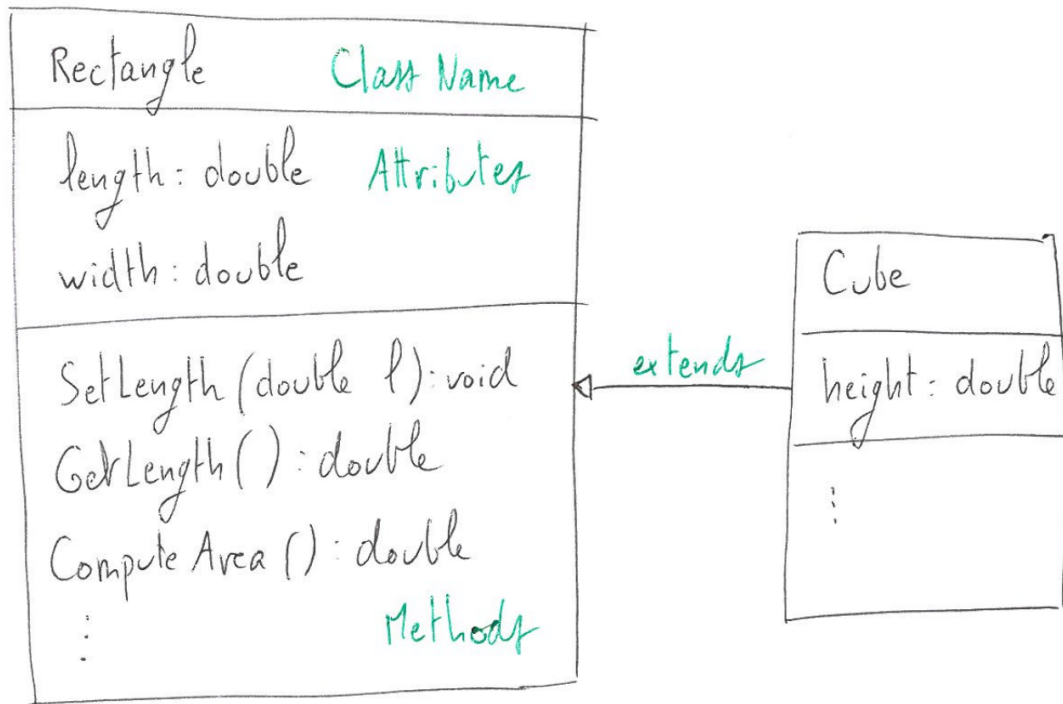 Rectangle Class Name
length: double Attributes
width: double
SetLength (double l): void
GetLength(): double
Compute Area (): double
⋮
Methods
extends
Cube
height: double
⋮